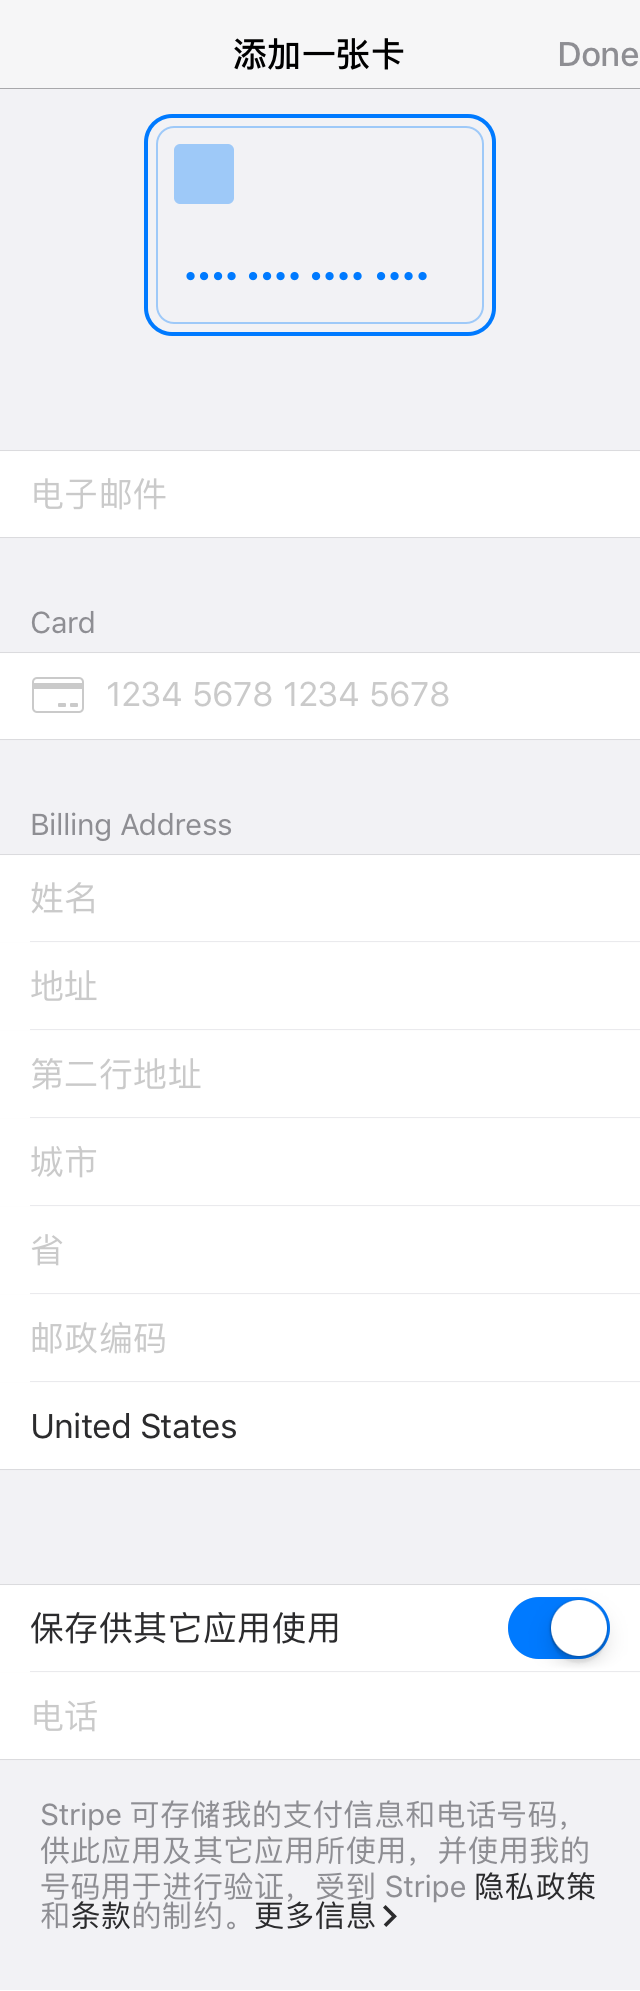 添加一张卡
Done
•••• •••• •••• ••••
电子邮件
Card
1234 5678 1234 5678
Billing Address
姓名
地址
第二行地址
城市
省
邮政编码
United States
保存供其它应用使用
电话
Stripe 可存储我的支付信息和电话号码，
供此应用及其它应用所使用，并使用我的
号码用于进行验证，受到 Stripe 隐私政策
和条款的制约。更多信息